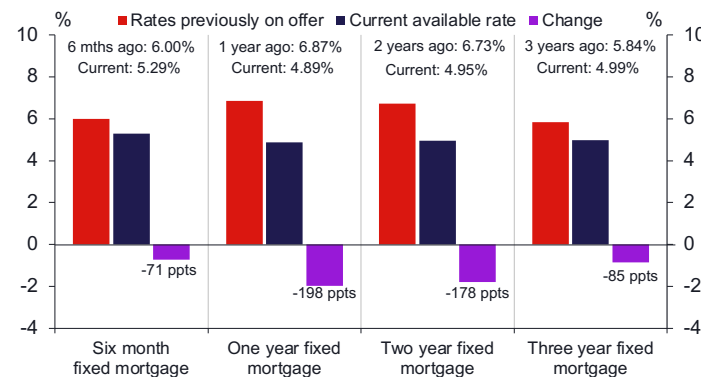 % Rates previously on offer Current available rate Change %
6 mths ago: 6.00%
Current: 5.29%
1 year ago: 6.87%
Current: 4.89%
2 years ago: 6.73%
Current: 4.95%
3 years ago: 5.84%
Current: 4.99%
10 10
8 8
6 6
4 4
2 2
0 0
-2 -2
-4 -4
-71 ppts
-198 ppts
-178 ppts
-85 ppts
Six month
fixed mortgage
One year fixed
mortgage
Two year fixed
mortgage
Three year fixed
mortgage